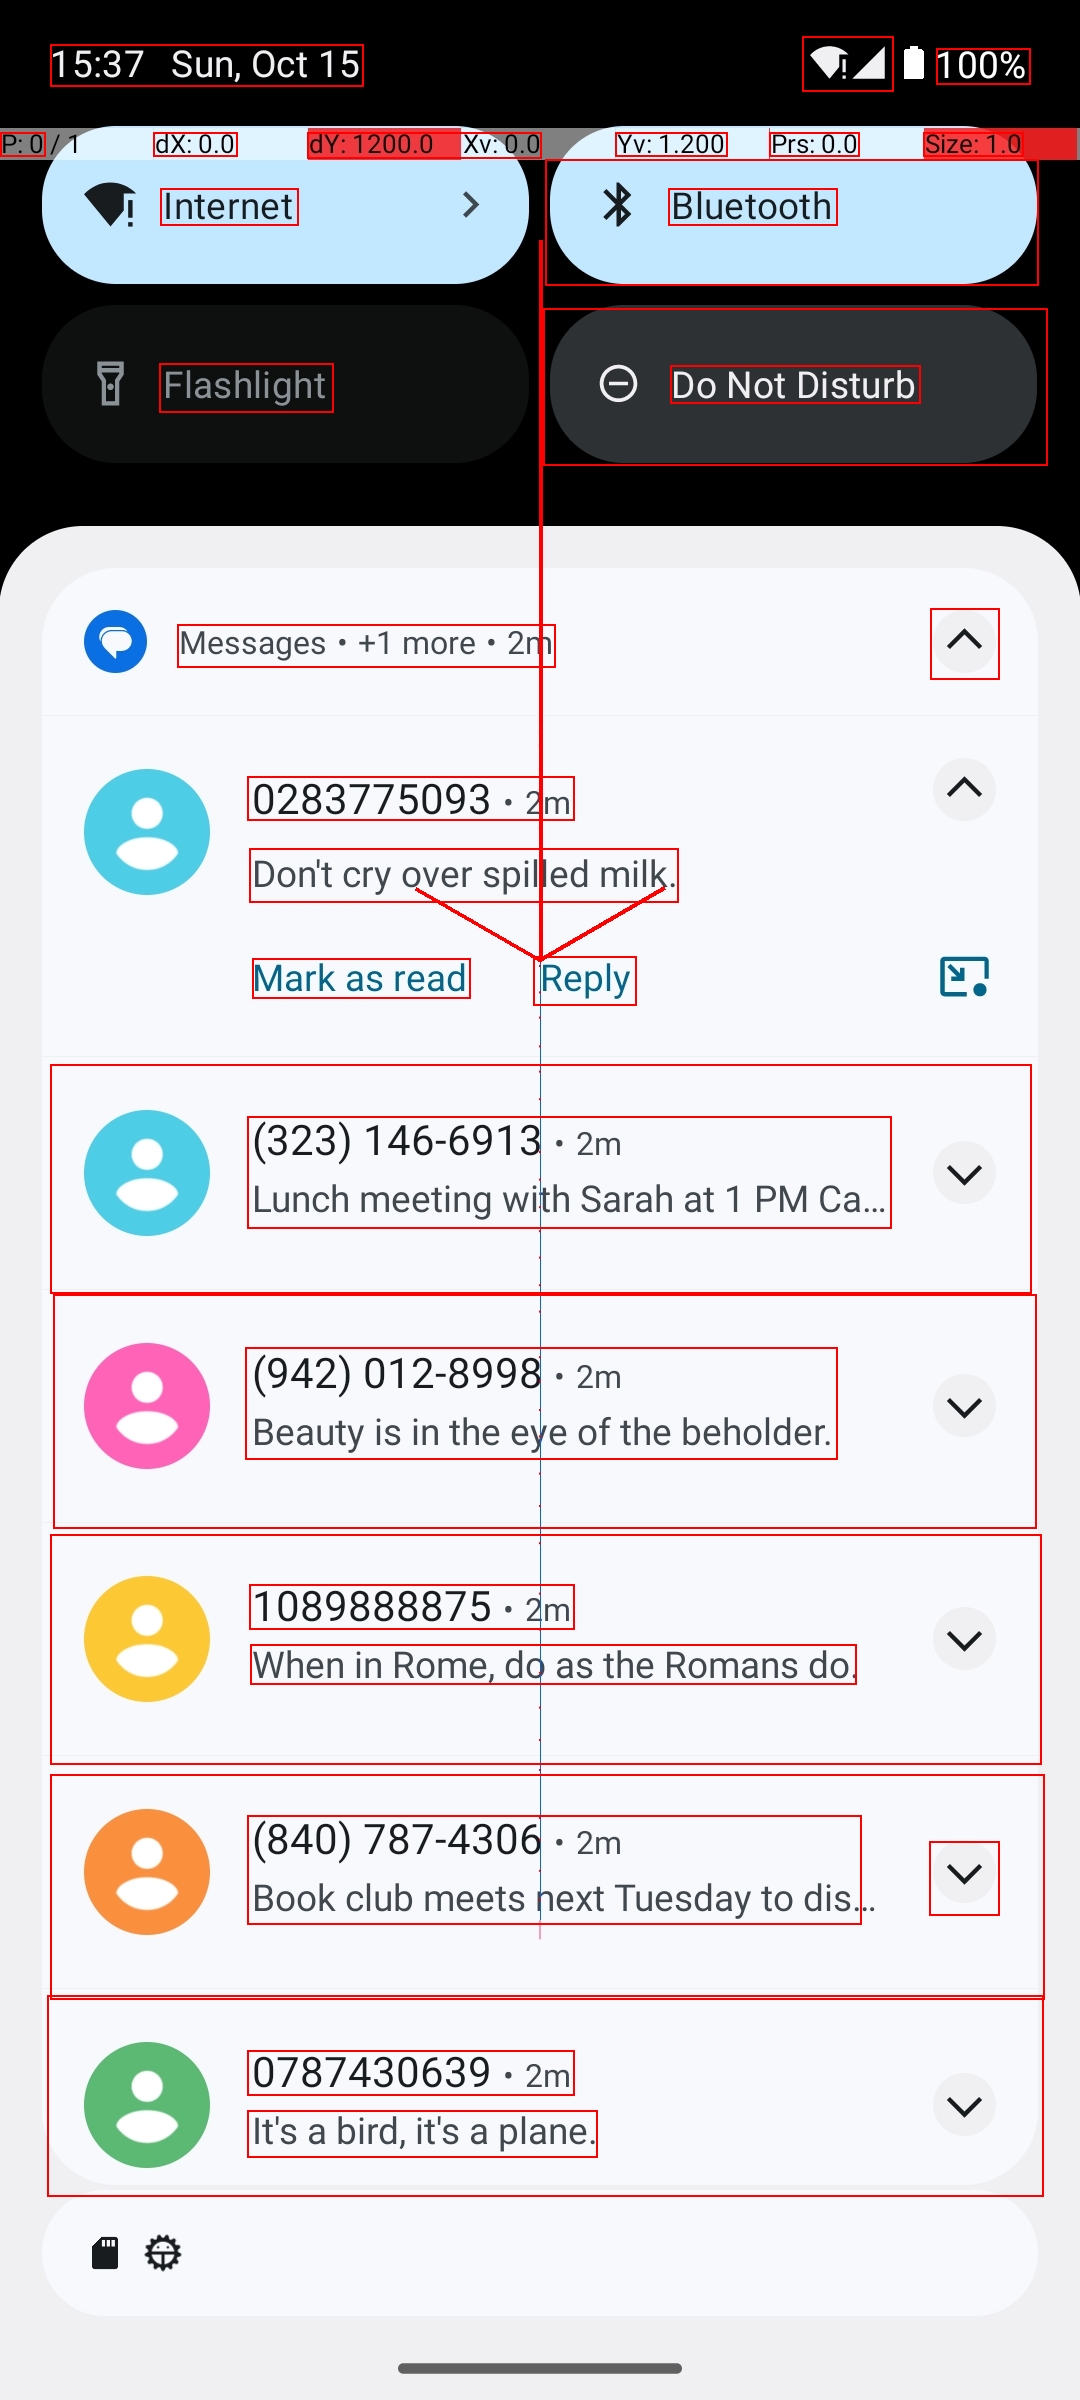 15:37 Sun, Oct 15 100%
P: 0 / 1 dX: 0.0 dY: 1200.0 Xv: 0.0 Yv: 1.200 Prs: 0.0 Size: 1.0
Internet Bluetooth
Flashlight Do Not Disturb
Messages • +1 more • 2m
0283775093 • 2m
Don't cry over spilled milk.
Mark as read Reply
(323) 146-6913 • 2m
Lunch meeting with Sarah at 1 PM Ca…
(942) 012-8998 • 2m
Beauty is in the eye of the beholder.
1089888875 • 2m
When in Rome, do as the Romans do.
(840) 787-4306 • 2m
Book club meets next Tuesday to dis…
0787430639 • 2m
It's a bird, it's a plane.